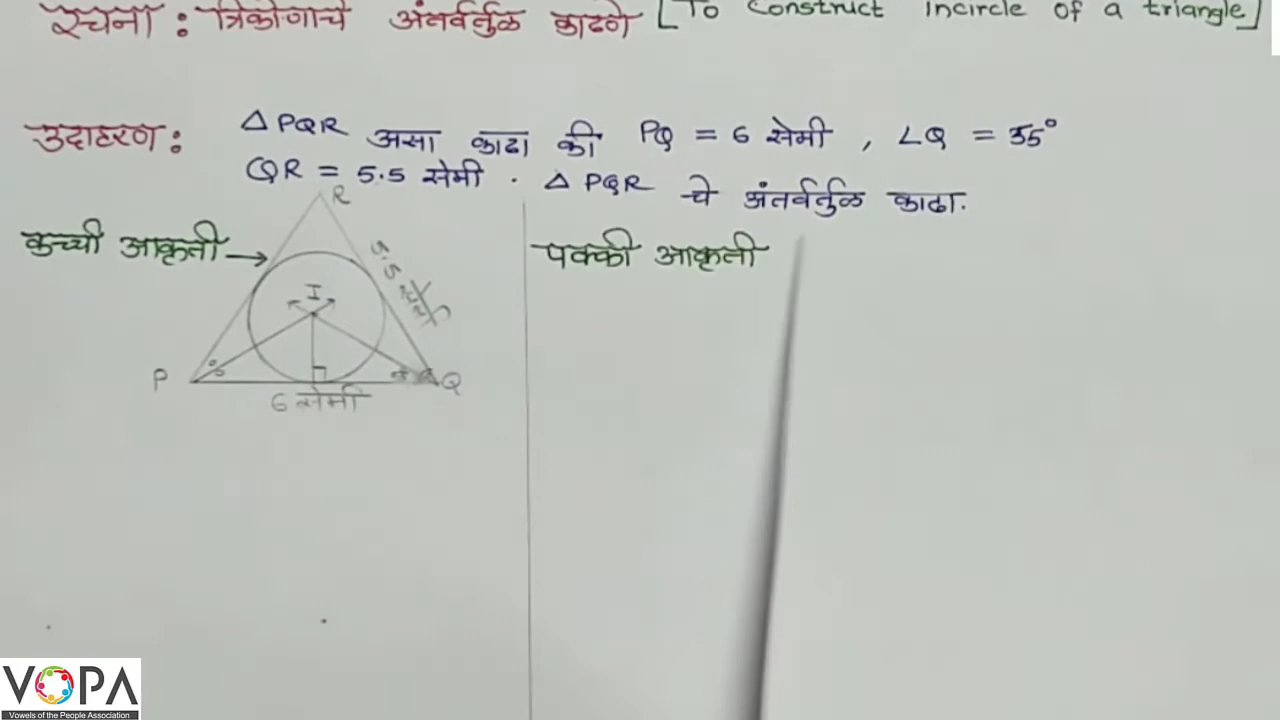 रचना : त्रिकोणाचे अंतर्वर्तुळ काढणे [To Construct incircle of a triangle]
उदाहरण : △PQR असा काढा की PQ = 6 सेमी , ∠Q = 35°
QR = 5.5 सेमी . △PQR चे अंतर्वर्तुळ काढा.
कच्ची आकृती →
पक्की आकृती
R
5.5 सेमी
I
P
Q
6 सेमी
VOPA
Vowels of the People Association